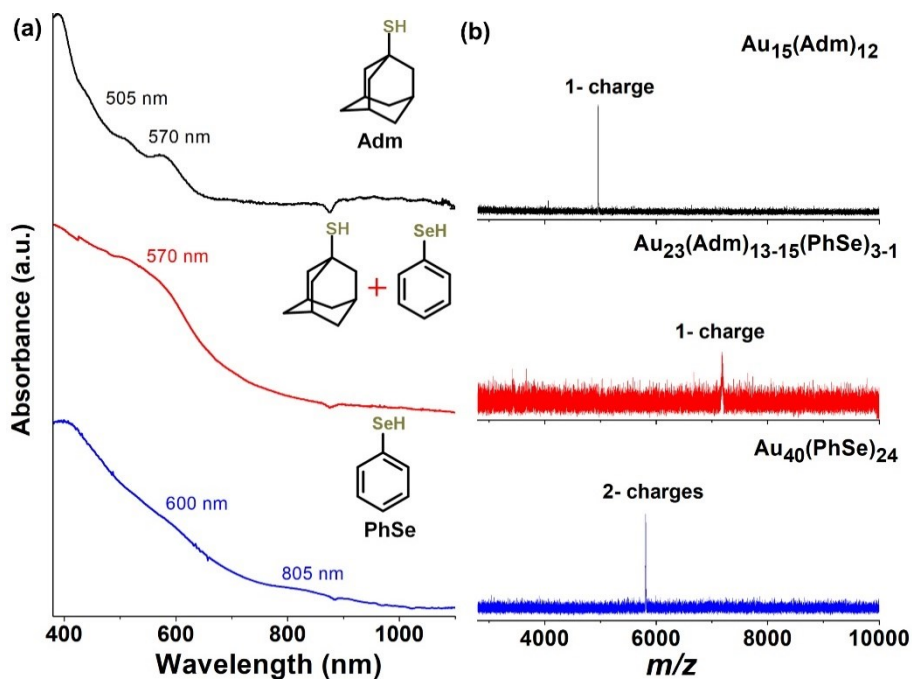 (a)
SH
505 nm
570 nm
Adm
SH
SeH
570 nm
+
SeH
600 nm
PhSe
805 nm
Absorbance (a.u.)
400 600 800 1000
Wavelength (nm)
(b)
Au15(Adm)12
1- charge
Au23(Adm)13-15(PhSe)3-1
1- charge
Au40(PhSe)24
2- charges
4000 6000 8000 10000
m/z